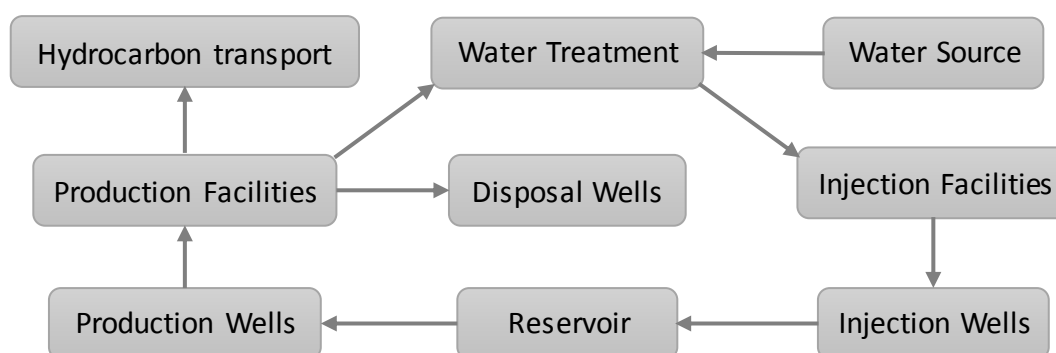 Hydrocarbon transport
Water Treatment
Water Source
Production Facilities
Disposal Wells
Injection Facilities
Production Wells
Reservoir
Injection Wells